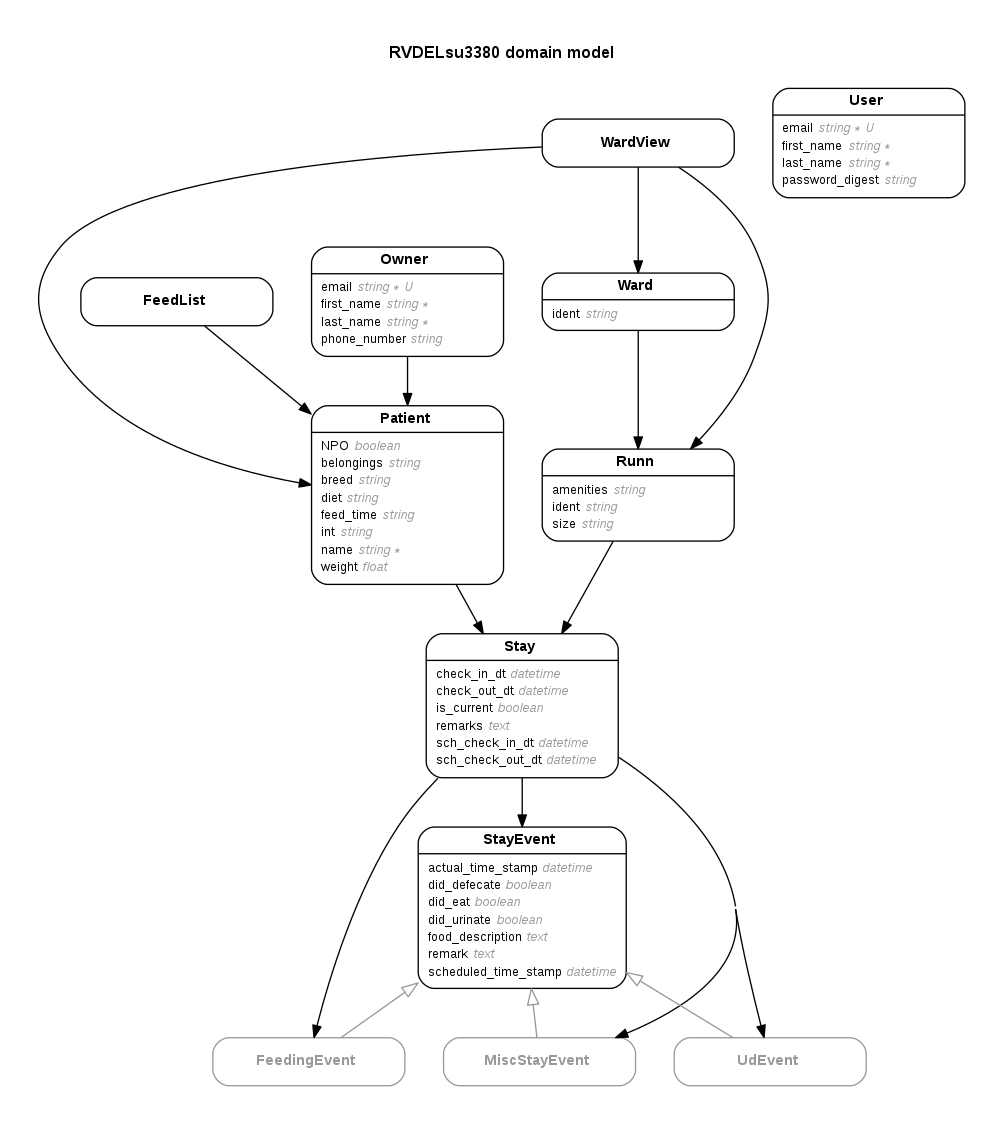 RVDELsu3380 domain model
User
email string * U
first_name string *
last_name string *
password_digest string
WardView
Owner
email string * U
first_name string *
last_name string *
phone_number string
FeedList
Ward
ident string
Patient
NPO boolean
belongings string
breed string
diet string
feed_time string
int string
name string *
weight float
Runn
amenities string
ident string
size string
Stay
check_in_dt datetime
check_out_dt datetime
is_current boolean
remarks text
sch_check_in_dt datetime
sch_check_out_dt datetime
StayEvent
actual_time_stamp datetime
did_defecate boolean
did_eat boolean
did_urinate boolean
food_description text
remark text
scheduled_time_stamp datetime
FeedingEvent
MiscStayEvent
UdEvent